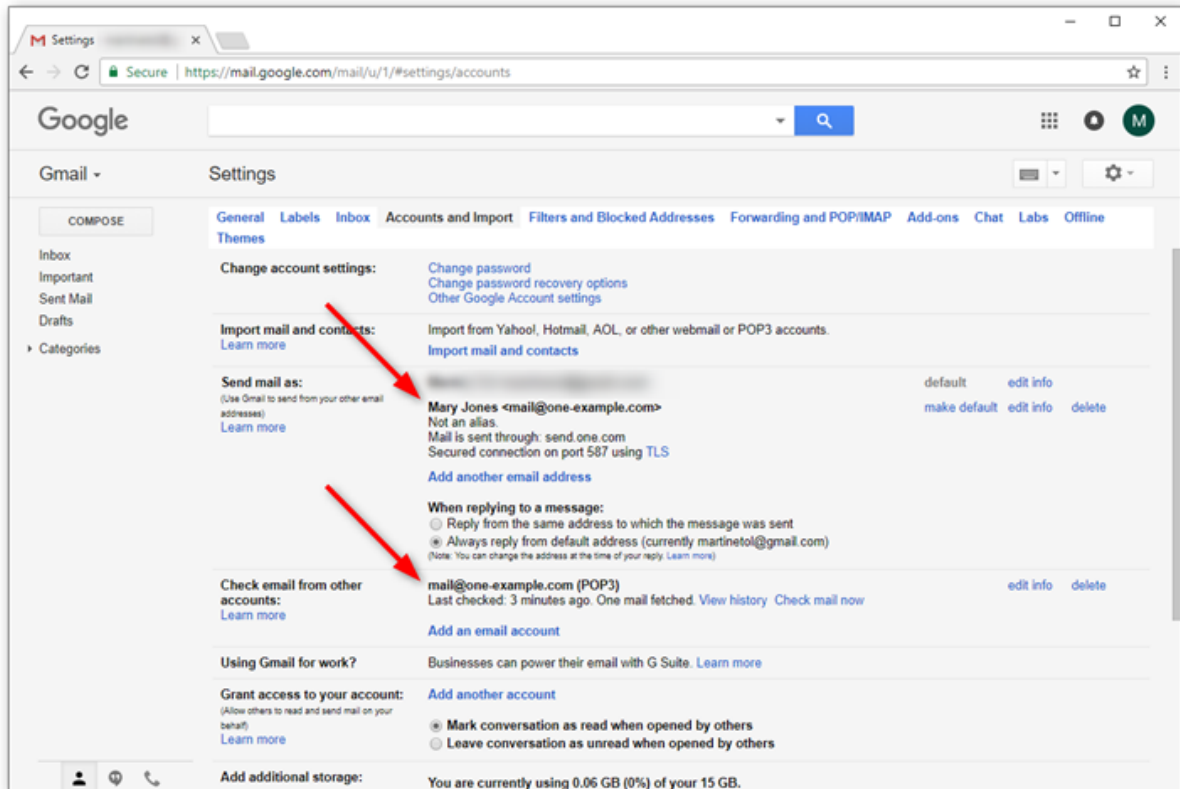 Settings
Secure https://mail.google.com/mail/u/1/#settings/accounts
Google
M
Gmail
Settings
COMPOSE
Inbox
Important
Sent Mail
Drafts
Categories
General Labels Inbox Accounts and Import Filters and Blocked Addresses Forwarding and POP/IMAP Add-ons Chat Labs Offline
Themes
Change account settings:
Change password
Change password recovery options
Other Google Account settings
Import mail and contacts:
Learn more
Import from Yahoo!, Hotmail, AOL, or other webmail or POP3 accounts.
Import mail and contacts
Send mail as:
(Use Gmail to send from your other email
addresses)
Learn more
default edit info
Mary Jones <mail@one-example.com>
make default edit info delete
Not an alias.
Mail is sent through: send.one.com
Secured connection on port 587 using TLS
Add another email address
When replying to a message:
Reply from the same address to which the message was sent
Always reply from default address (currently martinetol@gmail.com)
(Note: You can change the address at the time of your reply. Learn more)
Check email from other
accounts:
Learn more
mail@one-example.com (POP3)
edit info delete
Last checked: 3 minutes ago. One mail fetched. View history Check mail now
Add an email account
Using Gmail for work?
Businesses can power their email with G Suite. Learn more
Grant access to your account:
(Allow others to read and send mail on your
behalf)
Learn more
Add another account
Mark conversation as read when opened by others
Leave conversation as unread when opened by others
Add additional storage:
You are currently using 0.06 GB (0%) of your 15 GB.